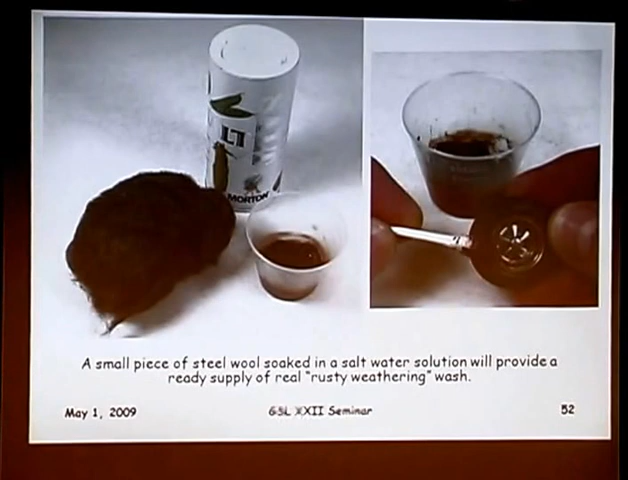 LT
MORTON
A small piece of steel wool soaked in a salt water solution will provide a
ready supply of real "rusty weathering" wash.
May 1, 2009
GSL XXII Seminar
52